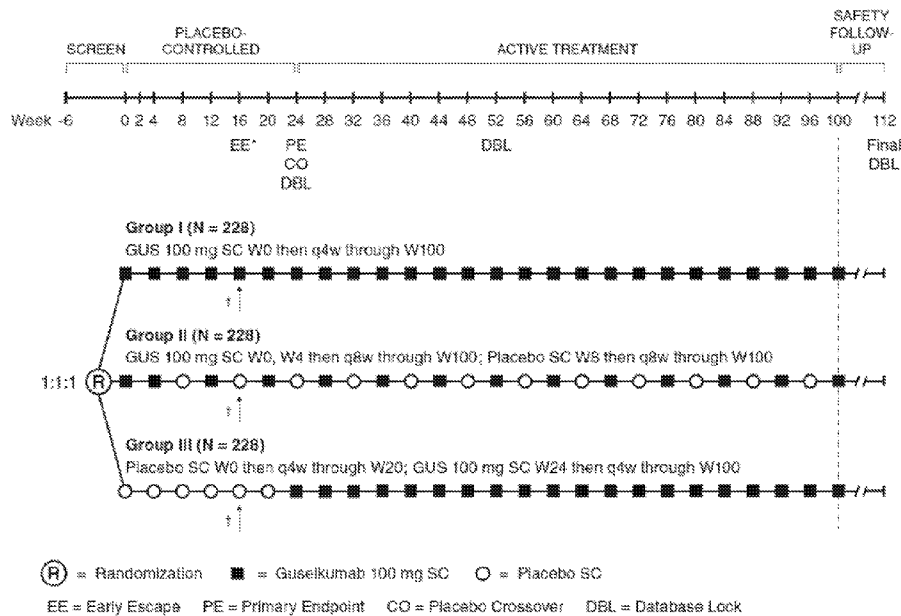 PLACEBO-
CONTROLLED
SAFETY
FOLLOW-
UP
SCREEN
ACTIVE TREATMENT
Week -6 0 2 4 8 12 16 20 24 28 32 36 40 44 48 52 56 60 64 68 72 76 80 84 88 92 96 100 112
EE* PE DBL Final
CO DBL
DBL
Group I (N = 228)
GUS 100 mg SC W0 then q4w through W100
†
Group II (N = 228)
GUS 100 mg SC W0, W4 then q8w through W100; Placebo SC W8 then q8w through W100
1:1:1 R
†
Group III (N = 228)
Placebo SC W0 then q4w through W20; GUS 100 mg SC W24 then q4w through W100
†
R = Randomization = Guselkumab 100 mg SC = Placebo SC
EE = Early Escape PE = Primary Endpoint CO = Placebo Crossover DBL = Database Lock